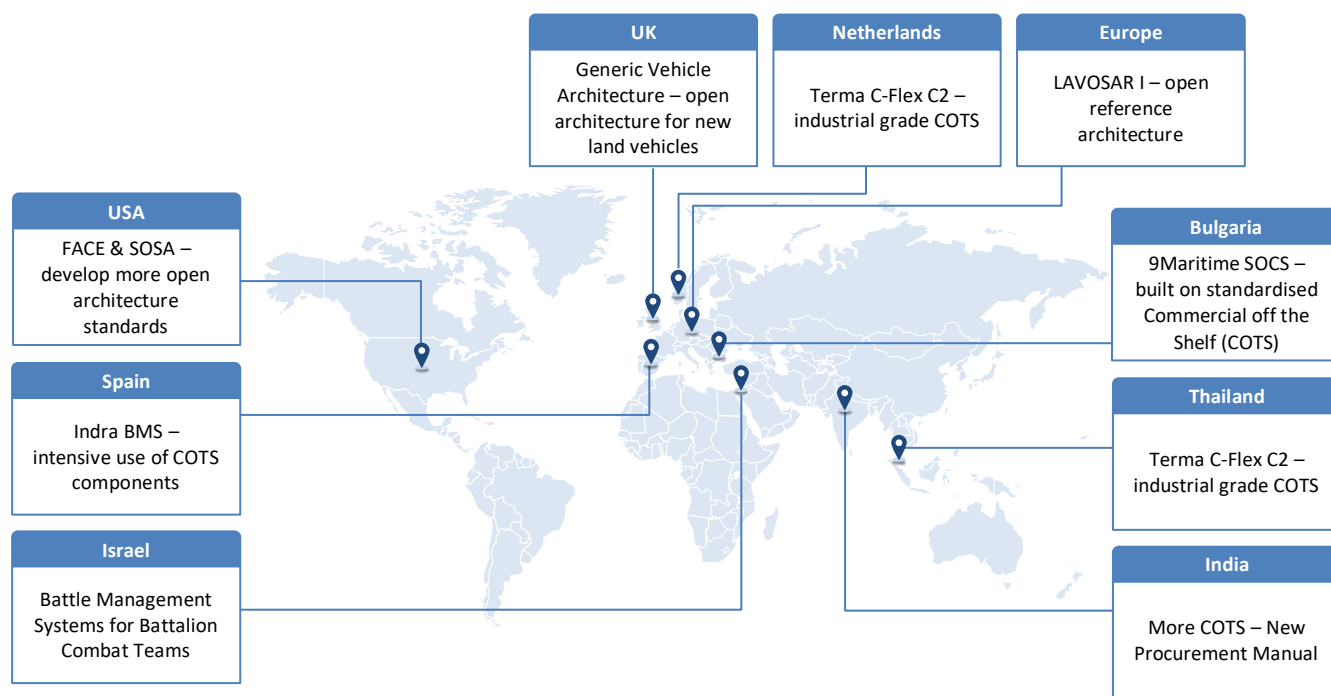 UK
Generic Vehicle
Architecture – open
architecture for new
land vehicles
Netherlands
Terma C-Flex C2 –
industrial grade COTS
Europe
LAVOSAR I – open
reference
architecture
USA
FACE & SOSA –
develop more open
architecture
standards
Bulgaria
9Maritime SOCS –
built on standardised
Commercial off the
Shelf (COTS)
Spain
Indra BMS –
intensive use of COTS
components
Thailand
Terma C-Flex C2 –
industrial grade COTS
Israel
Battle Management
Systems for Battalion
Combat Teams
India
More COTS – New
Procurement Manual